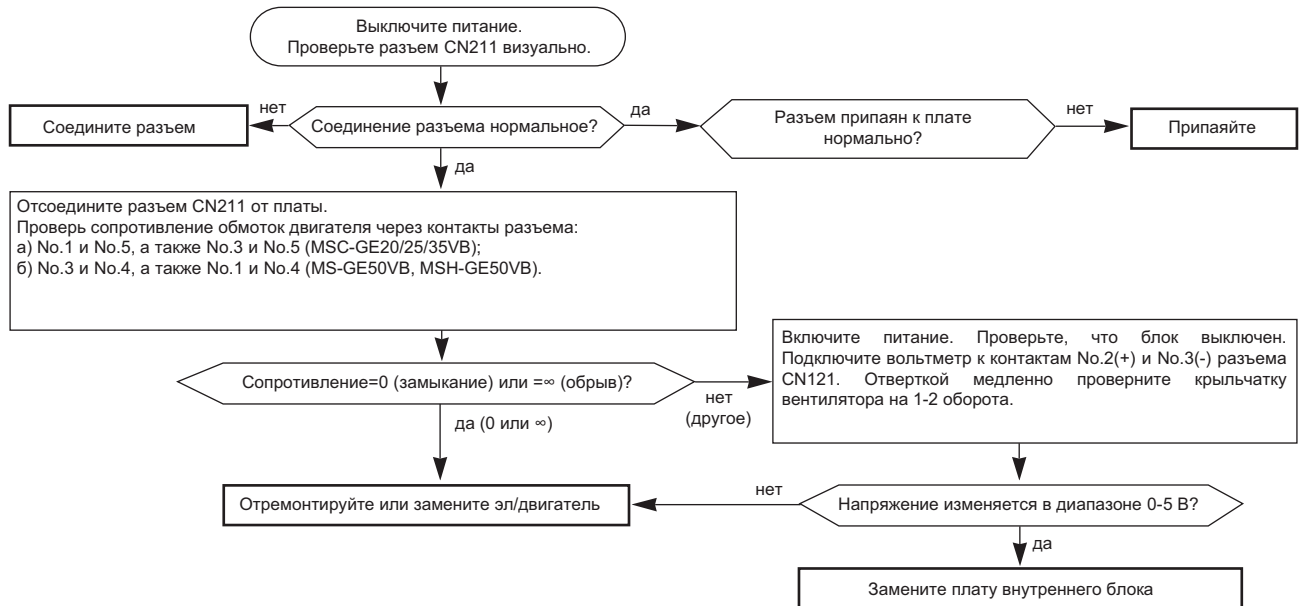 Выключите питание.
Проверьте разъем CN211 визуально.
нет
да
нет
Соедините разъем
Соединение разъема нормальное?
Разъем припаян к плате
нормально?
Припаяйте
да
Отсоедините разъем CN211 от платы.
Проверь сопротивление обмоток двигателя через контакты разъема:
а) No.1 и No.5, а также No.3 и No.5 (MSC-GE20/25/35VB);
б) No.3 и No.4, а также No.1 и No.4 (MS-GE50VB, MSH-GE50VB).
Включите питание. Проверьте, что блок выключен.
Подключите вольтметр к контактам No.2(+) и No.3(-) разъема
CN121. Отверткой медленно проверните крыльчатку
вентилятора на 1-2 оборота.
Сопротивление=0 (замыкание) или =∞ (обрыв)?
нет
(другое)
да (0 или ∞)
Отремонтируйте или замените эл/двигатель
нет
Напряжение изменяется в диапазоне 0-5 В?
да
Замените плату внутреннего блока